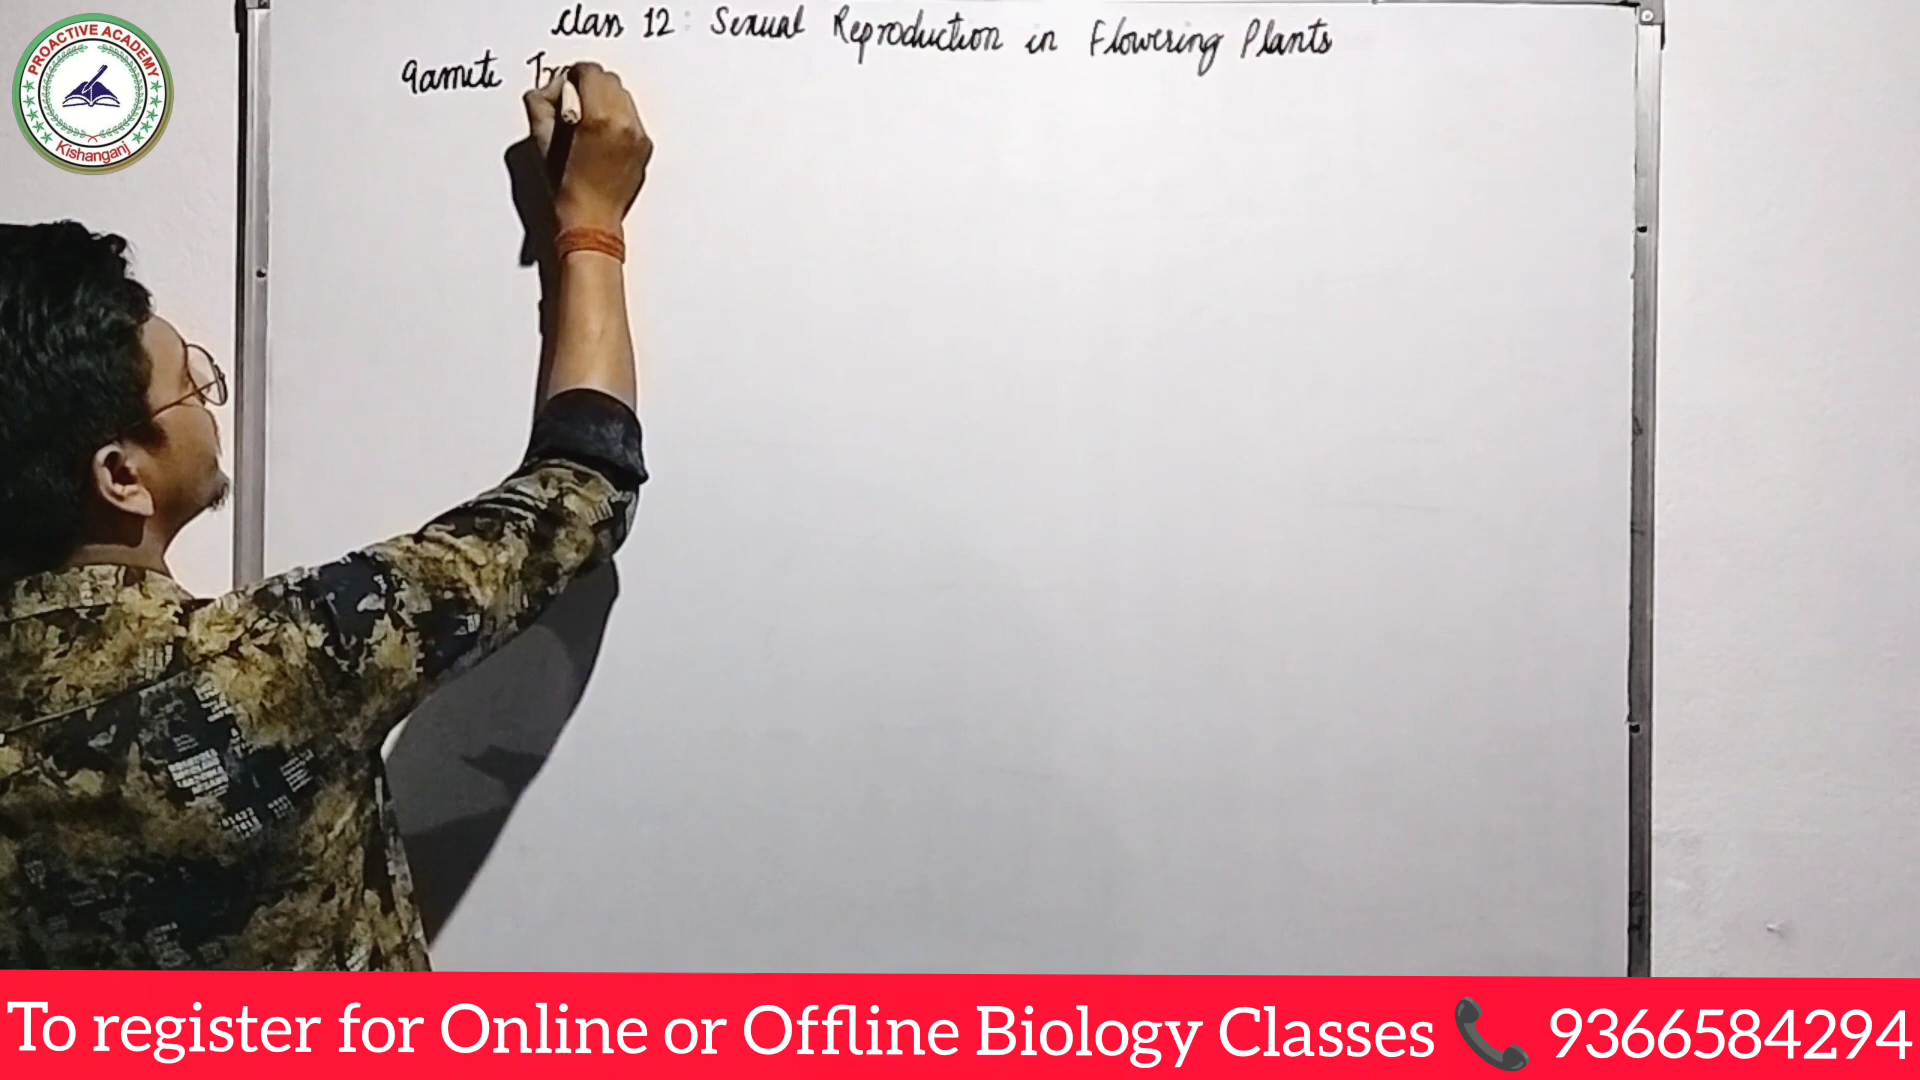 PROACTIVE ACADEMY
Kishanganj
Class 12 : Sexual Reproduction in Flowering Plants
Gamete Tra
To register for Online or Offline Biology Classes 📞 9366584294